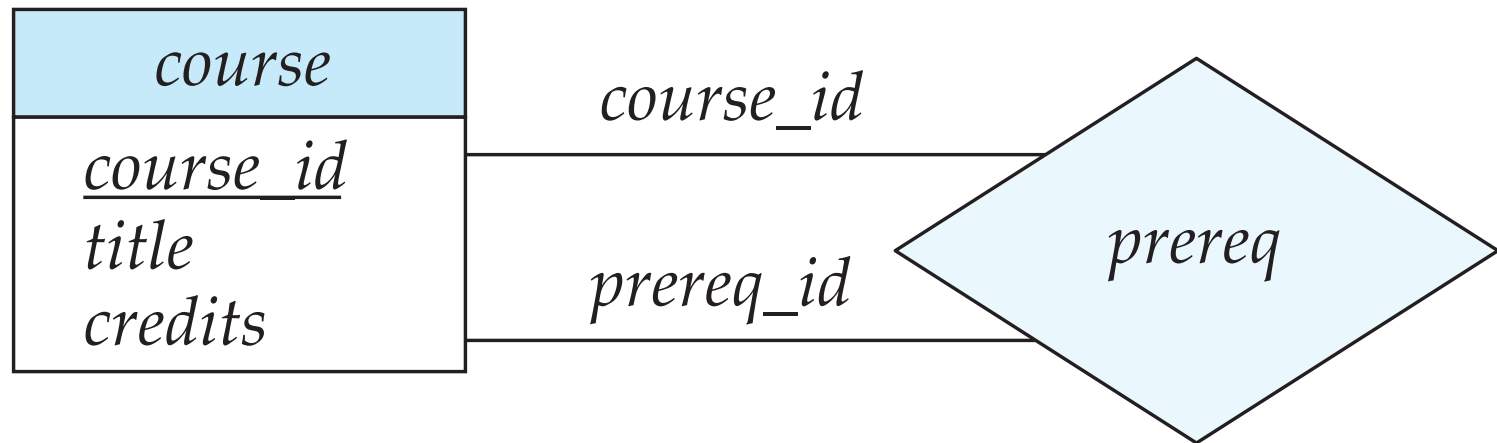 course
course_id
title
credits
course_id
prereq_id
prereq